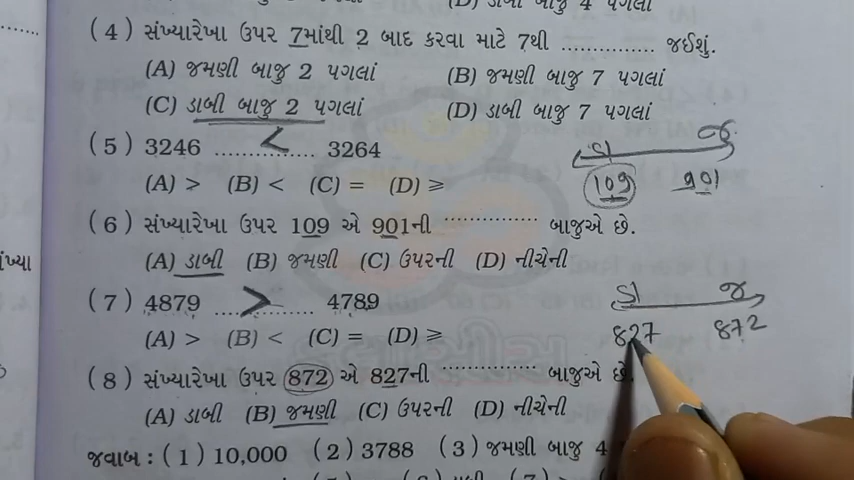 (D) ડાબી બાજુ 4 પગલાં
(4) સંખ્યારેખા ઉપર 7માંથી 2 બાદ કરવા માટે 7થી .............. જઈશું.
(A) જમણી બાજુ 2 પગલાં (B) જમણી બાજુ 7 પગલાં
(C) ડાબી બાજુ 2 પગલાં (D) ડાબી બાજુ 7 પગલાં
(5) 3246 ......<......... 3264
(A) > (B) < (C) = (D) ≥
ડા જ
109 901
(6) સંખ્યારેખા ઉપર 109 એ 901ની ............... બાજુએ છે.
(A) ડાબી (B) જમણી (C) ઉપરની (D) નીચેની
(7) 4879 ......>......... 4789
(A) > (B) < (C) = (D) ≥
ડા જ
827 872
(8) સંખ્યારેખા ઉપર 872 એ 827ની ............... બાજુએ છે.
(A) ડાબી (B) જમણી (C) ઉપરની (D) નીચેની
જવાબ : (1) 10,000 (2) 3788 (3) જમણી બાજુ 4